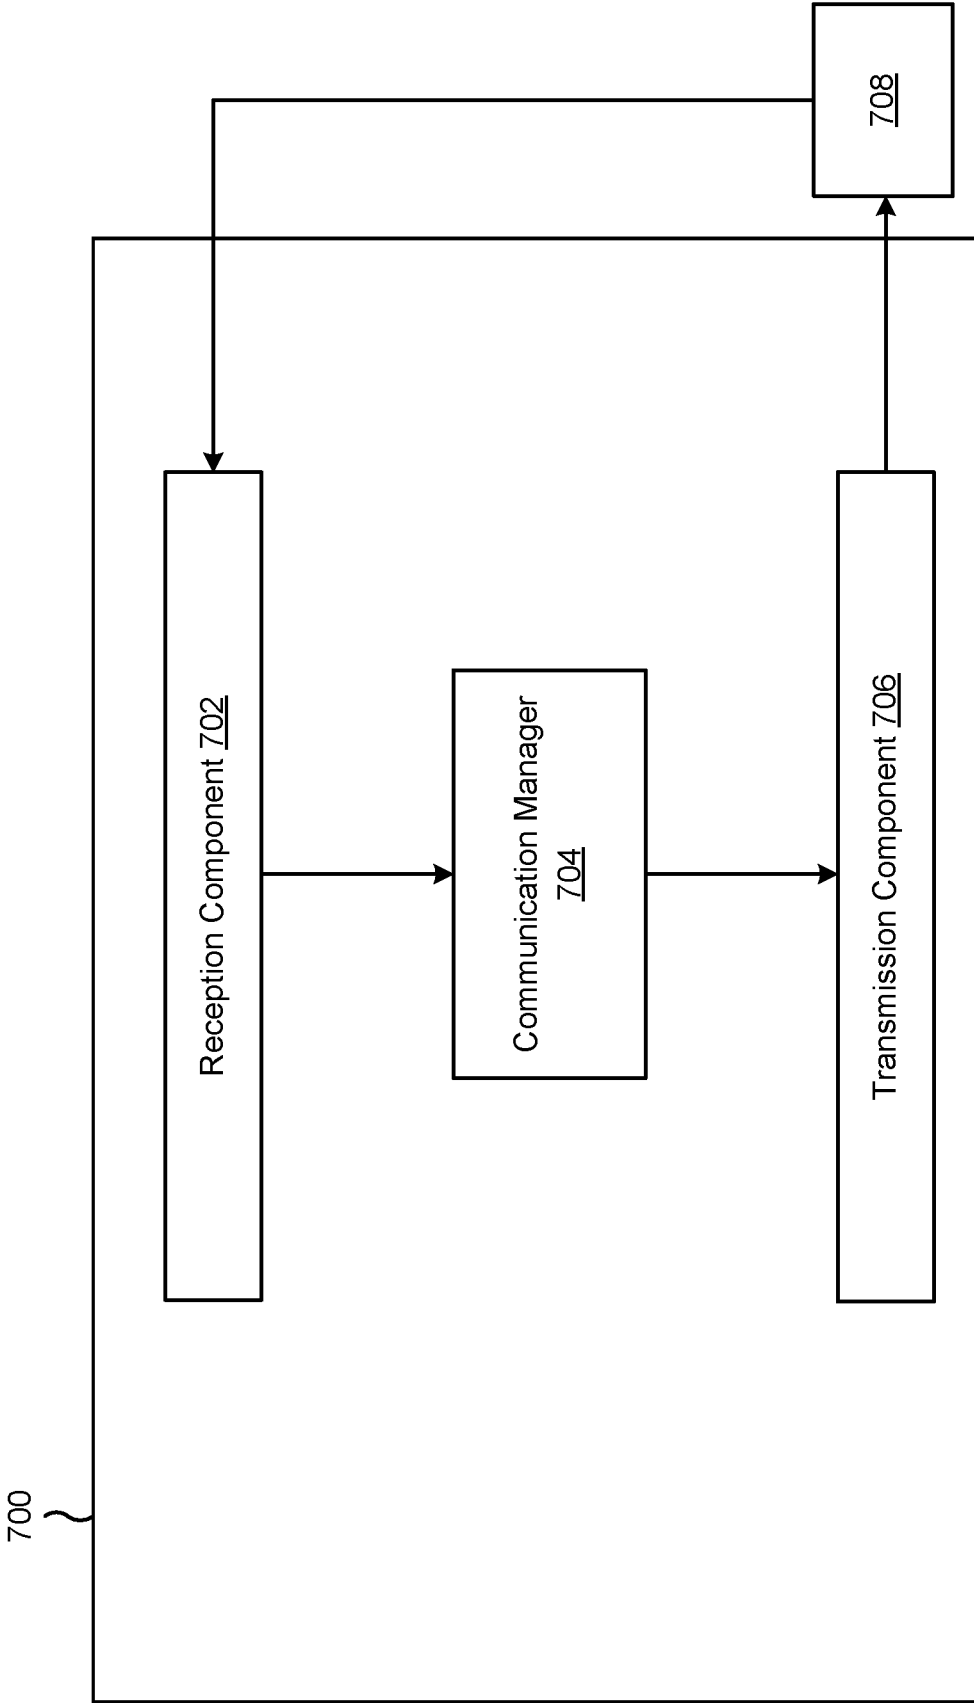 700
Reception Component 702
Communication Manager
704
Transmission Component 706
708